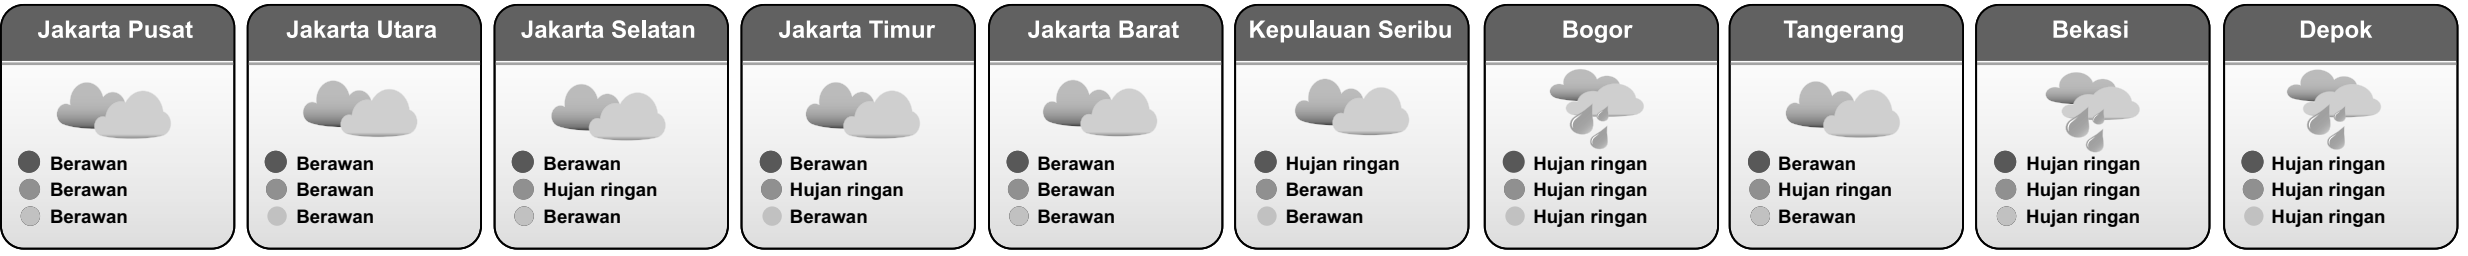 Jakarta Pusat
Berawan
Berawan
Berawan
Jakarta Utara
Berawan
Berawan
Berawan
Jakarta Selatan
Berawan
Hujan ringan
Berawan
Jakarta Timur
Berawan
Hujan ringan
Berawan
Jakarta Barat
Berawan
Berawan
Berawan
Kepulauan Seribu
Hujan ringan
Berawan
Berawan
Bogor
Hujan ringan
Hujan ringan
Hujan ringan
Tangerang
Berawan
Hujan ringan
Berawan
Bekasi
Hujan ringan
Hujan ringan
Hujan ringan
Depok
Hujan ringan
Hujan ringan
Hujan ringan